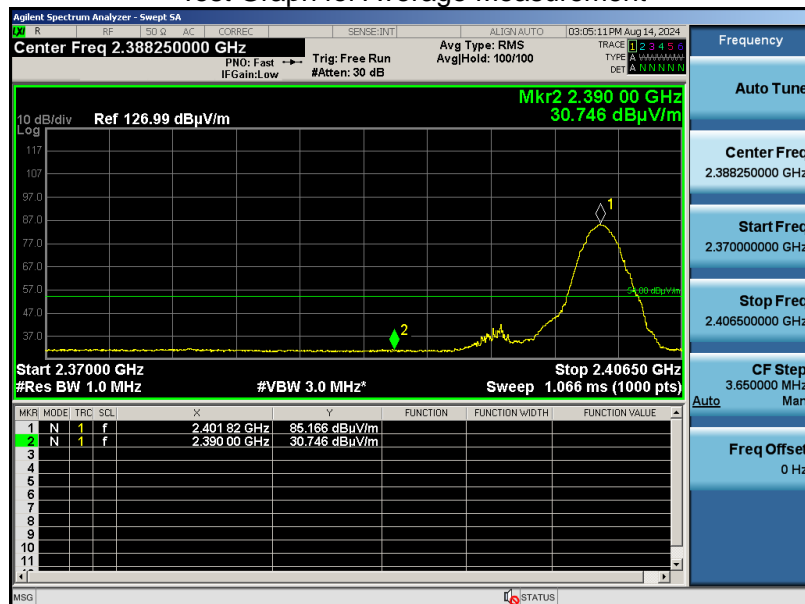 Test Graph for Average Measurement
Agilent Spectrum Analyzer - Swept SA
LXI R RF 50 Ω AC CORREC SENSE:INT ALIGN AUTO 03:05:11 PM Aug 14, 2024
Center Freq 2.388250000 GHz
PNO: Fast
IFGain:Low
Trig: Free Run
#Atten: 30 dB
Avg Type: RMS
Avg|Hold: 100/100
TRACE 1 2 3 4 5 6
TYPE A WWWWW
DET A N N N N N
Mkr2 2.390 00 GHz
30.746 dBµV/m
10 dB/div Ref 126.99 dBµV/m
Log
117
107
97.0
87.0
77.0
67.0
57.0
47.0
37.0
1
2
Start 2.37000 GHz Stop 2.40650 GHz
#Res BW 1.0 MHz #VBW 3.0 MHz* Sweep 1.066 ms (1000 pts)
MKR MODE TRC SCL X Y FUNCTION FUNCTION WIDTH FUNCTION VALUE
1 N 1 f 2.401 82 GHz 85.166 dBµV/m
2 N 1 f 2.390 00 GHz 30.746 dBµV/m
3
4
5
6
7
8
9
10
11
MSG STATUS
Frequency
Auto Tune
Center Freq
2.388250000 GHz
Start Freq
2.370000000 GHz
Stop Freq
2.406500000 GHz
CF Step
3.650000 MHz
Auto Man
Freq Offset
0 Hz